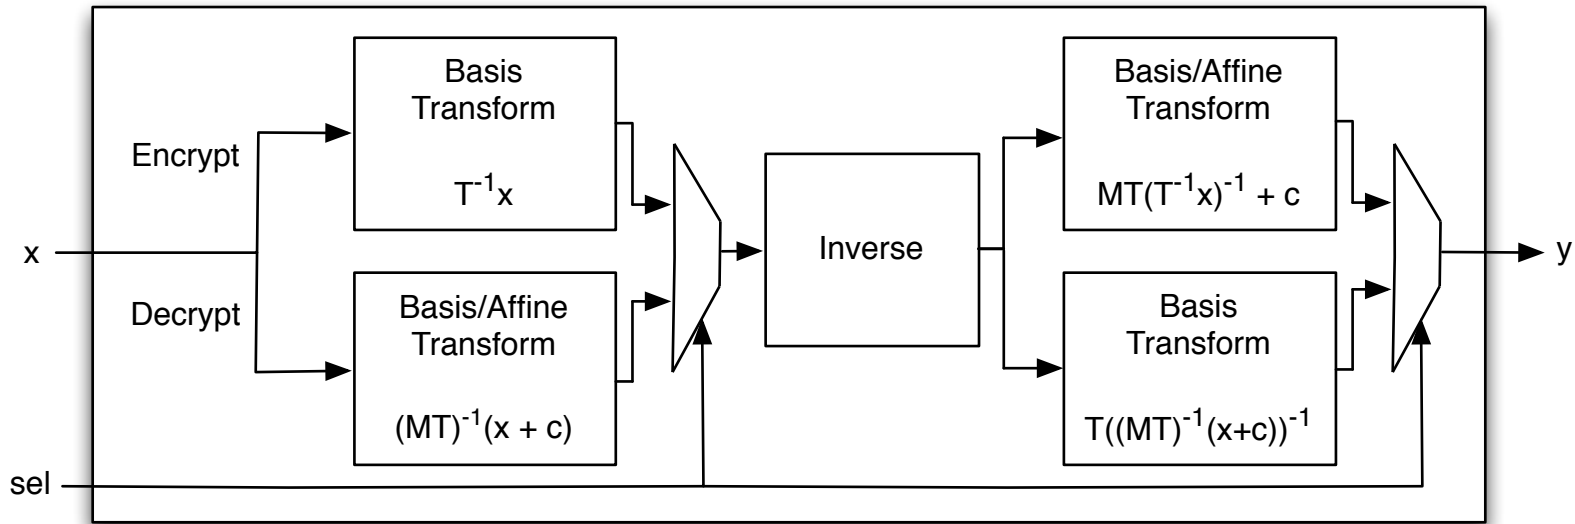 Basis
Transform
T⁻¹x
Encrypt
x
Decrypt
Basis/Affine
Transform
(MT)⁻¹(x + c)
sel
Inverse
Basis/Affine
Transform
MT(T⁻¹x)⁻¹ + c
Basis
Transform
T((MT)⁻¹(x+c))⁻¹
y